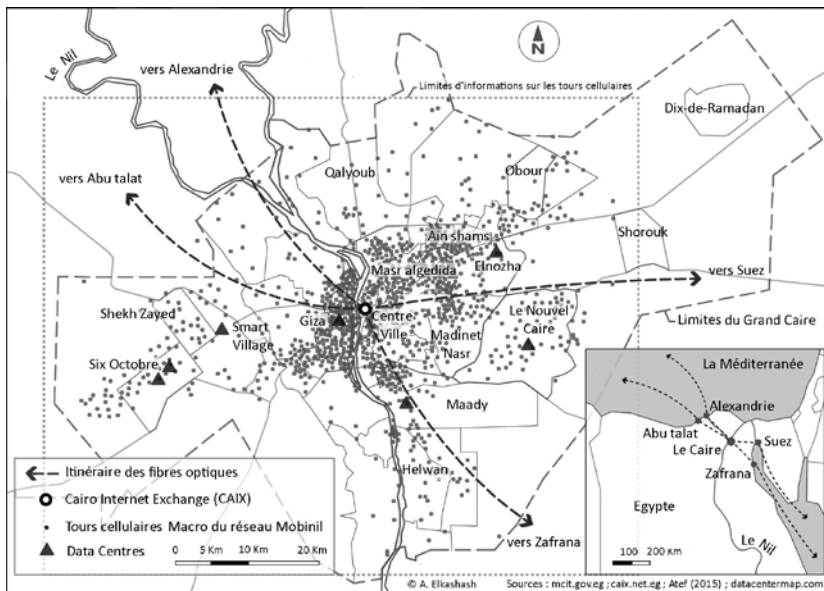 Le Nil
vers Alexandrie
N
Limites d'informations sur les tours cellulaires
Dix-de-Ramadan
vers Abu talat
Qalyoub
Obour
Ain shams
Shorouk
Elnozha
Masr algedida
vers Suez
Shekh Zayed
Smart
Village
Giza
Centre
Ville
Le Nouvel
Caire
Limites du Grand Caire
Madinet
Nasr
Six Octobre
Maady
Helwan
vers Zafrana
La Méditerranée
Alexandrie
Abu talat
Le Caire
Suez
Zafrana
Egypte
Le Nil
100 200 Km
Itinéraire des fibres optiques
Cairo Internet Exchange (CAIX)
Tours cellulaires Macro du réseau Mobinil
Data Centres
0 5 Km 10 Km 20 Km
© A. Elkashash Sources : mcit.gov.eg ;caix.net.eg ; Atef (2015) ; datacentermap.com